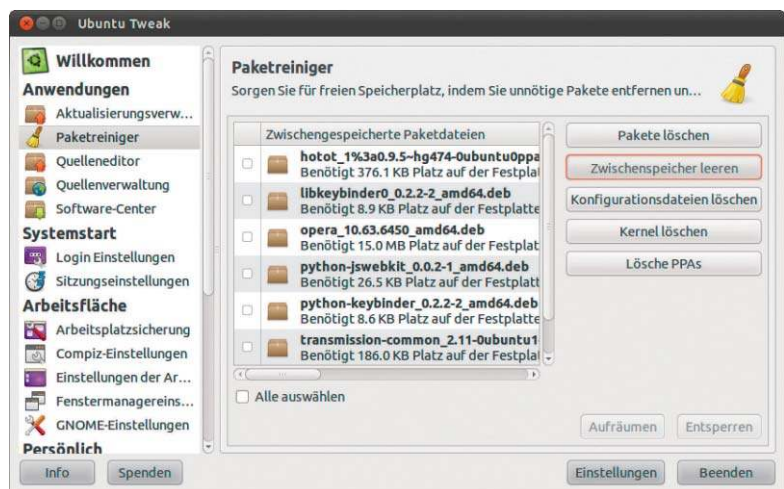 Ubuntu Tweak
Willkommen
Anwendungen
Aktualisierungsverw...
Paketreiniger
Quelleneditor
Quellenverwaltung
Software-Center
Systemstart
Login Einstellungen
Sitzungseinstellungen
Arbeitsfläche
Arbeitsplatzsicherung
Compiz-Einstellungen
Einstellungen der Ar...
Fenstermanagereins...
GNOME-Einstellungen
Persönlich
Paketreiniger
Sorgen Sie für freien Speicherplatz, indem Sie unnötige Pakete entfernen un...
Zwischengespeicherte Paketdateien
hotot_1%3a0.9.5~hg474-0ubuntu0ppa
Benötigt 376.1 KB Platz auf der Festplat
libkeybinder0_0.2.2-2_amd64.deb
Benötigt 8.9 KB Platz auf der Festplatte
opera_10.63.6450_amd64.deb
Benötigt 15.0 MB Platz auf der Festplat
python-jswebkit_0.0.2-1_amd64.deb
Benötigt 26.5 KB Platz auf der Festplatt
python-keybinder_0.2.2-2_amd64.deb
Benötigt 8.6 KB Platz auf der Festplatte
transmission-common_2.11-0ubuntu1
Benötigt 186.0 KB Platz auf der Festplat
Alle auswählen
Pakete löschen
Zwischenspeicher leeren
Konfigurationsdateien löschen
Kernel löschen
Lösche PPAs
Aufräumen
Entsperren
Info
Spenden
Einstellungen
Beenden